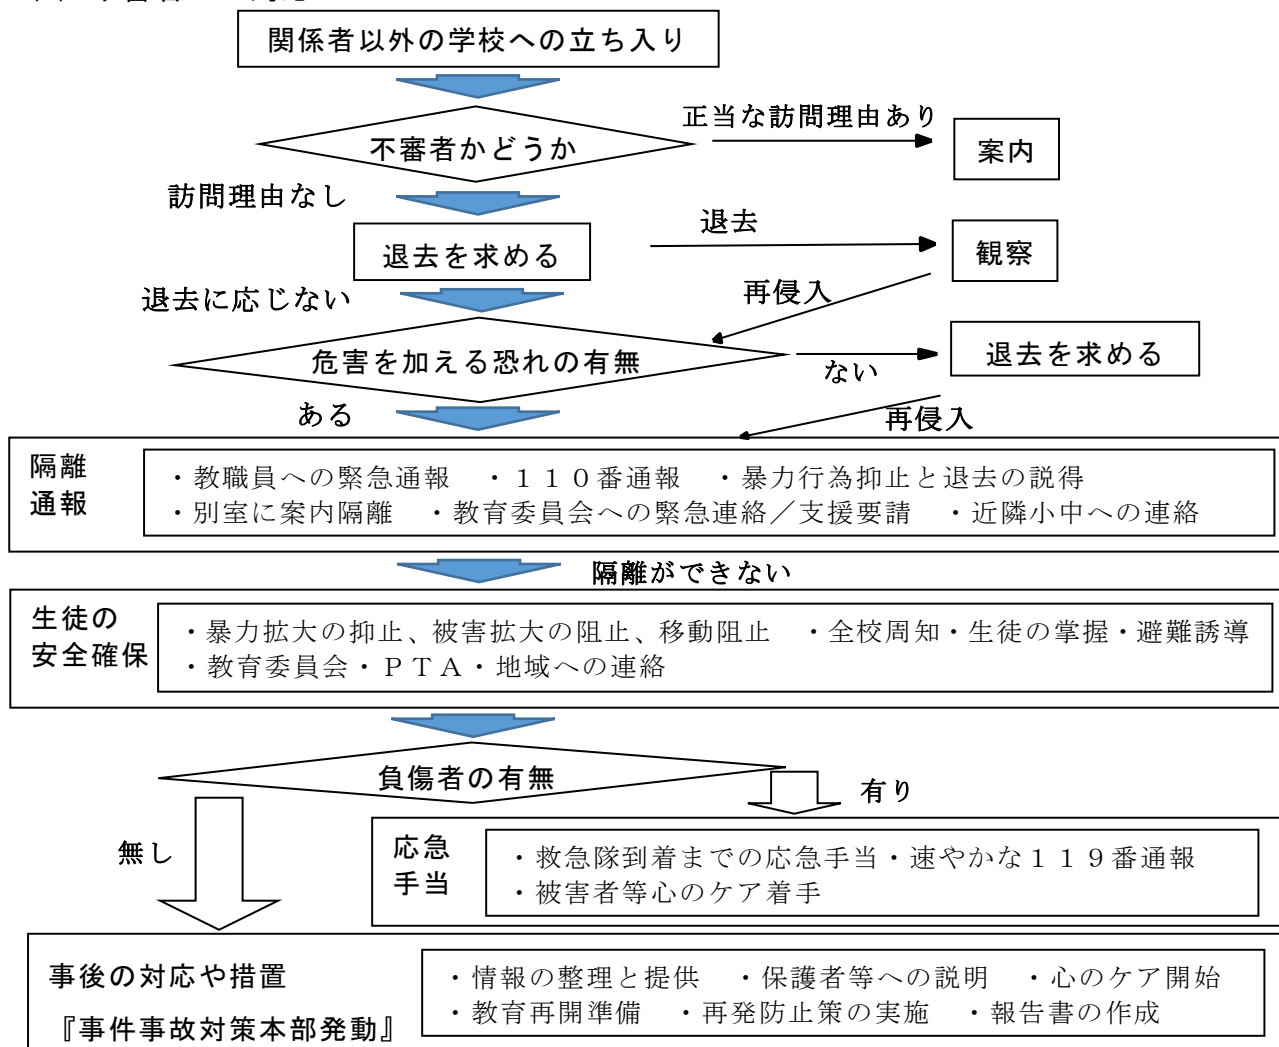 関係者以外の学校への立ち入り
正当な訪問理由あり
不審者かどうか
案内
訪問理由なし
退去
退去を求める
観察
退去に応じない
再侵入
危害を加える恐れの有無
退去を求める
ない
ある
再侵入
隔離
通報
・教職員への緊急通報　・１１０番通報　・暴力行為抑止と退去の説得
・別室に案内隔離　・教育委員会への緊急連絡／支援要請　・近隣小中への連絡
隔離ができない
生徒の
安全確保
・暴力拡大の抑止、被害拡大の阻止、移動阻止　・全校周知・生徒の掌握・避難誘導
・教育委員会・ＰＴＡ・地域への連絡
負傷者の有無
有り
無し
応急
手当
・救急隊到着までの応急手当・速やかな１１９番通報
・被害者等心のケア着手
事後の対応や措置
『事件事故対策本部発動』
・情報の整理と提供　・保護者等への説明　・心のケア開始
・教育再開準備　・再発防止策の実施　・報告書の作成